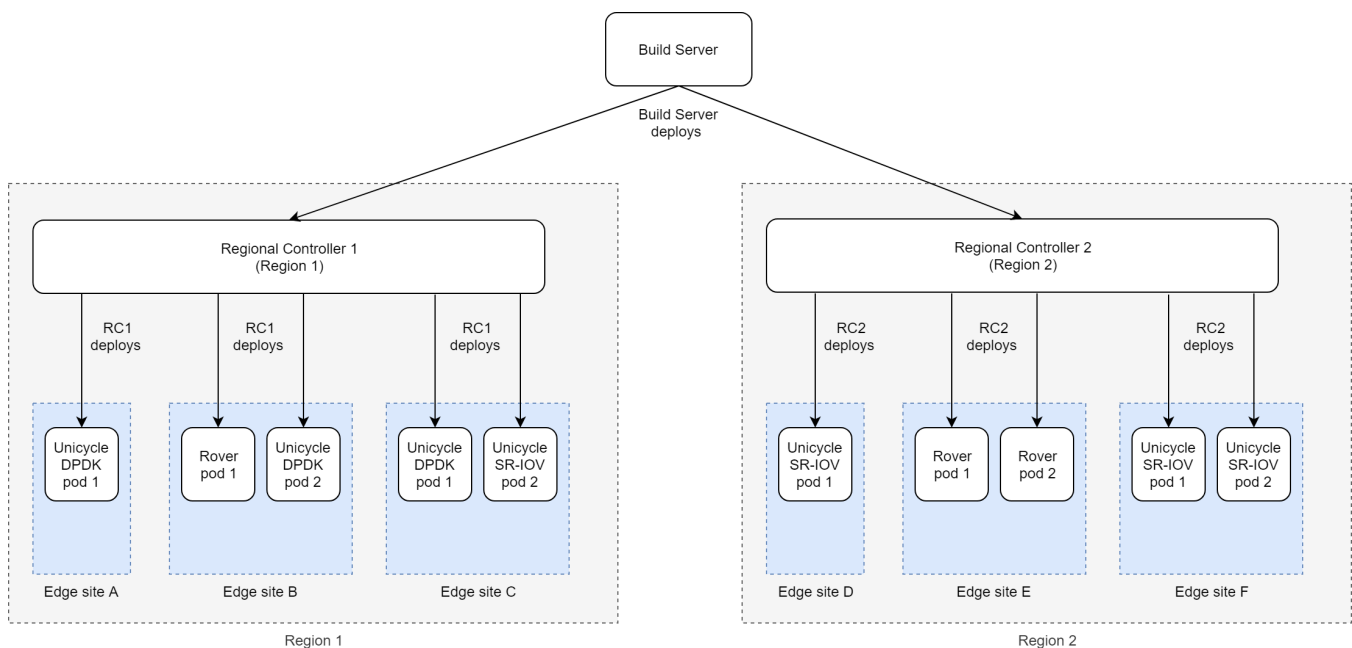 Build Server
Build Server
deploys
Regional Controller 1
(Region 1)
RC1
deploys
RC1
deploys
RC1
deploys
Unicycle
DPDK
pod 1
Rover
pod 1
Unicycle
DPDK
pod 2
Unicycle
DPDK
pod 1
Unicycle
SR-IOV
pod 2
Edge site A
Edge site B
Edge site C
Region 1
Regional Controller 2
(Region 2)
RC2
deploys
RC2
deploys
RC2
deploys
Unicycle
SR-IOV
pod 1
Rover
pod 1
Rover
pod 2
Unicycle
SR-IOV
pod 1
Unicycle
SR-IOV
pod 2
Edge site D
Edge site E
Edge site F
Region 2